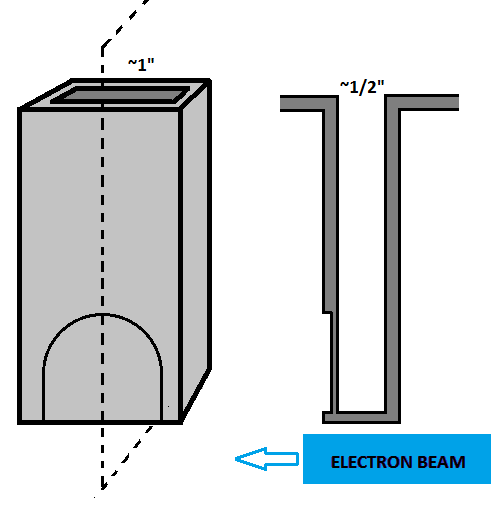 ~1"
~1/2"
ELECTRON BEAM